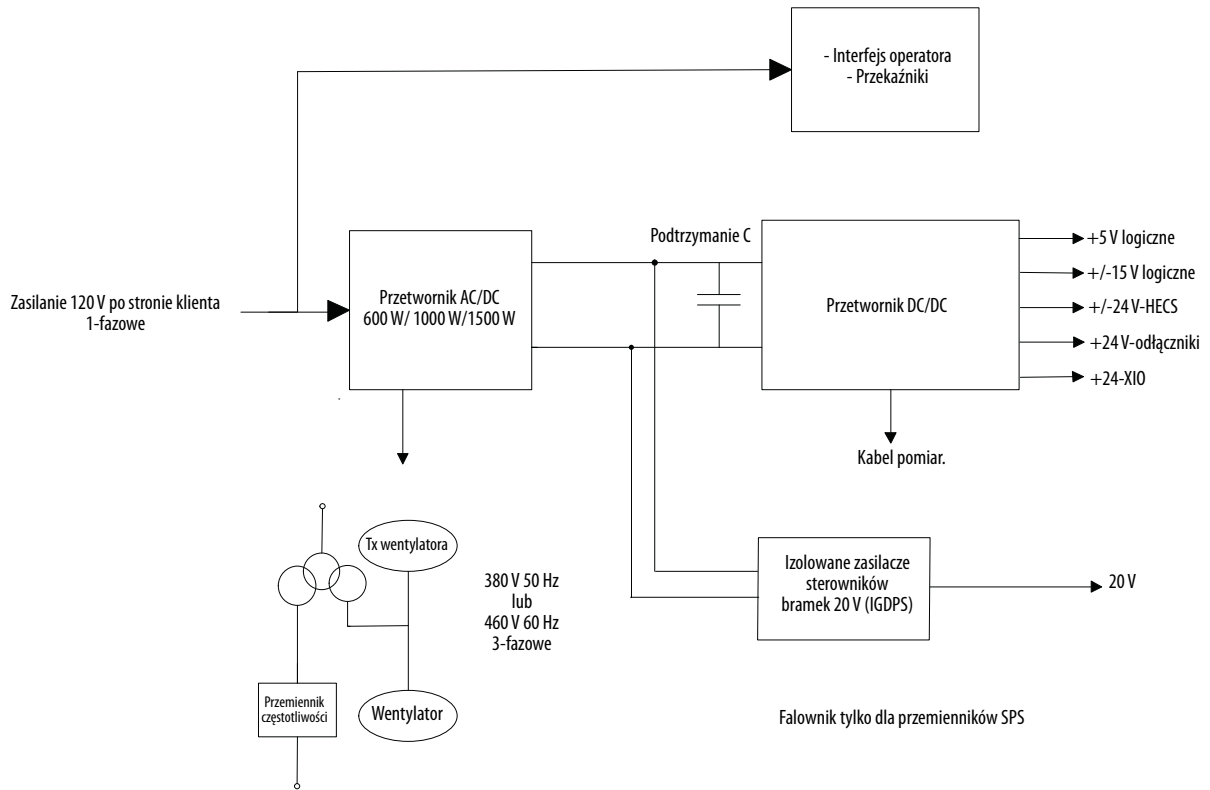 - Interfejs operatora
- Przekaźniki
Podtrzymanie C
Zasilanie 120 V po stronie klienta
1-fazowe
Przetwornik AC/DC
600 W/ 1000 W/1500 W
Przetwornik DC/DC
+5 V logiczne
+/-15 V logiczne
+/-24 V-HECS
+24 V-odłączniki
+24-XIO
Kabel pomiar.
Tx wentylatora
380 V 50 Hz
lub
460 V 60 Hz
3-fazowe
Izolowane zasilacze
sterowników
bramek 20 V (IGDPS)
20 V
Przemiennik
częstotliwości
Wentylator
Falownik tylko dla przemienników SPS